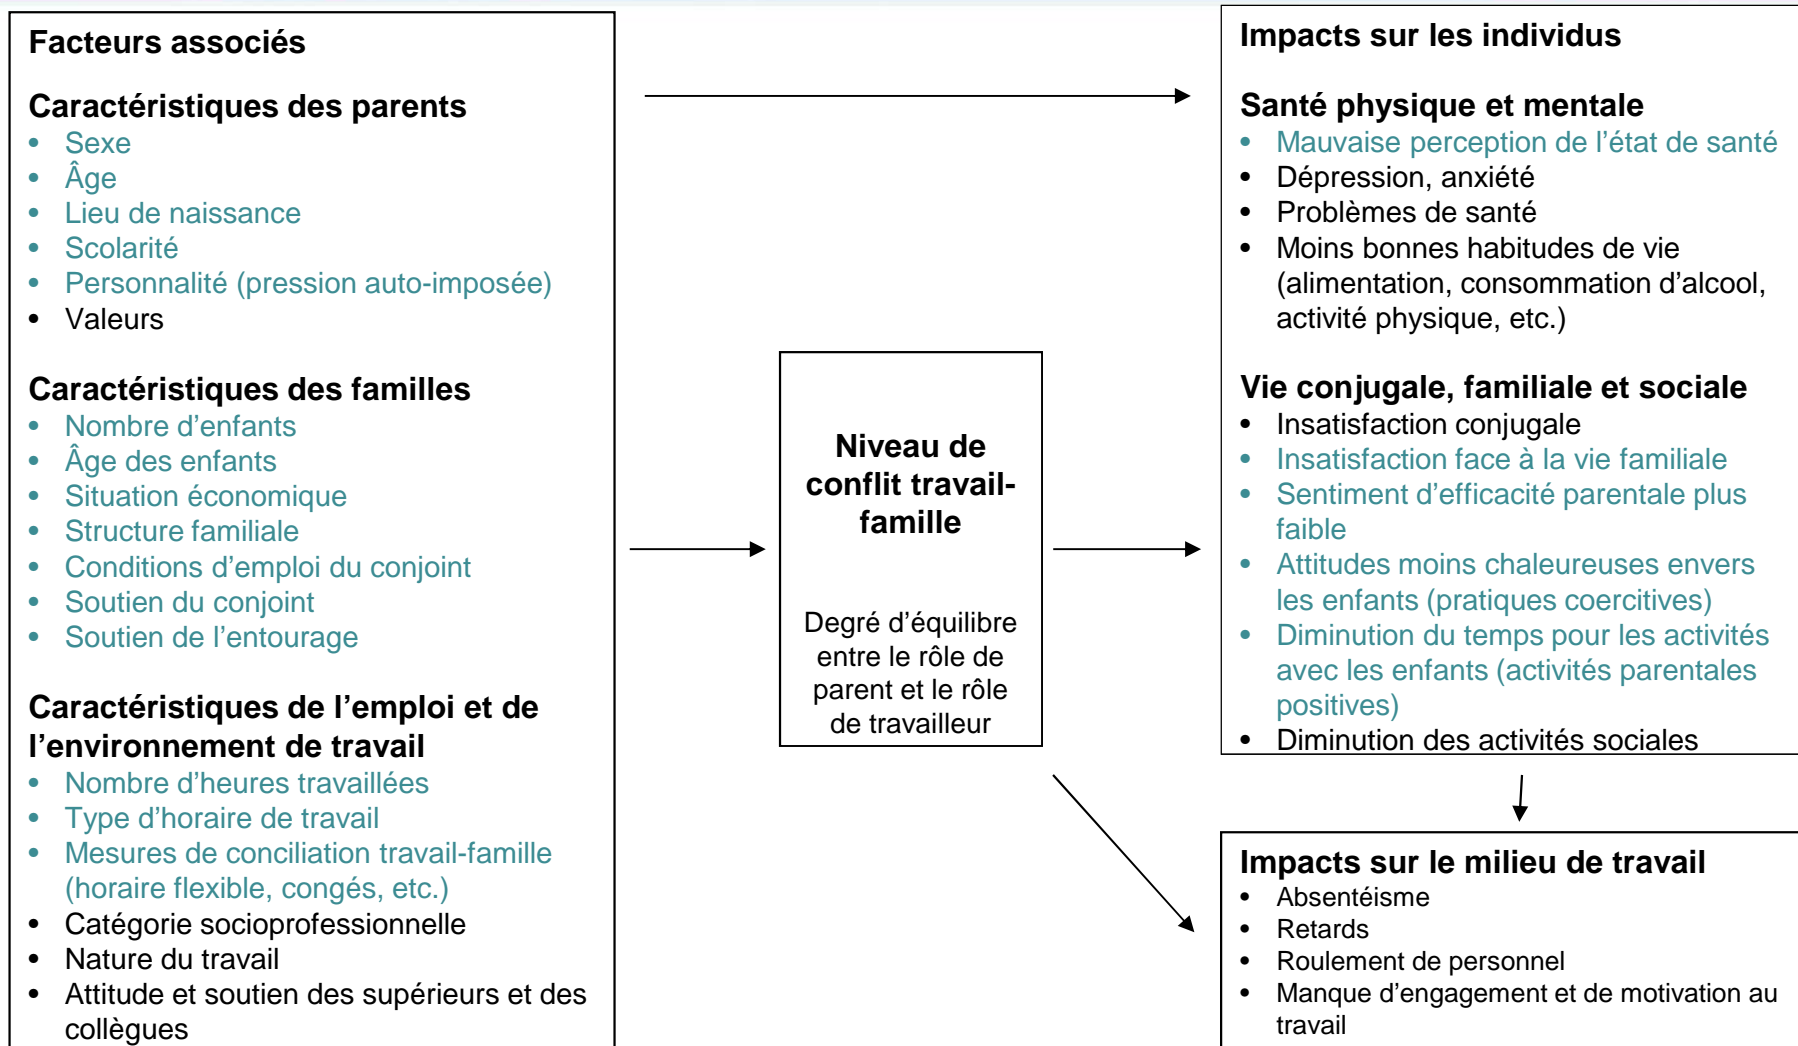 Facteurs associés
Caractéristiques des parents
• Sexe
• Âge
• Lieu de naissance
• Scolarité
• Personnalité (pression auto-imposée)
• Valeurs
Caractéristiques des familles
• Nombre d’enfants
• Âge des enfants
• Situation économique
• Structure familiale
• Conditions d’emploi du conjoint
• Soutien du conjoint
• Soutien de l’entourage
Caractéristiques de l’emploi et de
l’environnement de travail
• Nombre d’heures travaillées
• Type d’horaire de travail
• Mesures de conciliation travail-famille
(horaire flexible, congés, etc.)
• Catégorie socioprofessionnelle
• Nature du travail
• Attitude et soutien des supérieurs et des
collègues
Niveau de
conflit travail-
famille
Degré d’équilibre
entre le rôle de
parent et le rôle
de travailleur
Impacts sur les individus
Santé physique et mentale
• Mauvaise perception de l’état de santé
• Dépression, anxiété
• Problèmes de santé
• Moins bonnes habitudes de vie
(alimentation, consommation d’alcool,
activité physique, etc.)
Vie conjugale, familiale et sociale
• Insatisfaction conjugale
• Insatisfaction face à la vie familiale
• Sentiment d’efficacité parentale plus
faible
• Attitudes moins chaleureuses envers
les enfants (pratiques coercitives)
• Diminution du temps pour les activités
avec les enfants (activités parentales
positives)
• Diminution des activités sociales
Impacts sur le milieu de travail
• Absentéisme
• Retards
• Roulement de personnel
• Manque d’engagement et de motivation au
travail